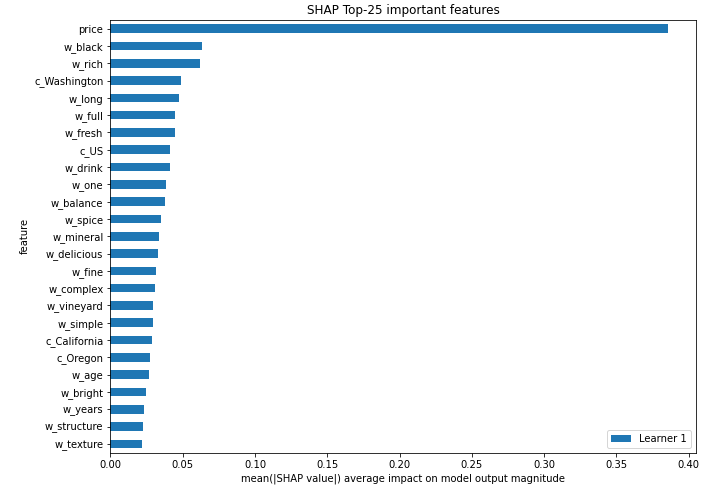 SHAP Top-25 important features
price
w_black
w_rich
c_Washington
w_long
w_full
w_fresh
c_US
w_drink
w_one
w_balance
w_spice
w_mineral
w_delicious
w_fine
w_complex
w_vineyard
w_simple
c_California
c_Oregon
w_age
w_bright
w_years
w_structure
w_texture
feature
Learner 1
0.00 0.05 0.10 0.15 0.20 0.25 0.30 0.35 0.40
mean(|SHAP value|) average impact on model output magnitude